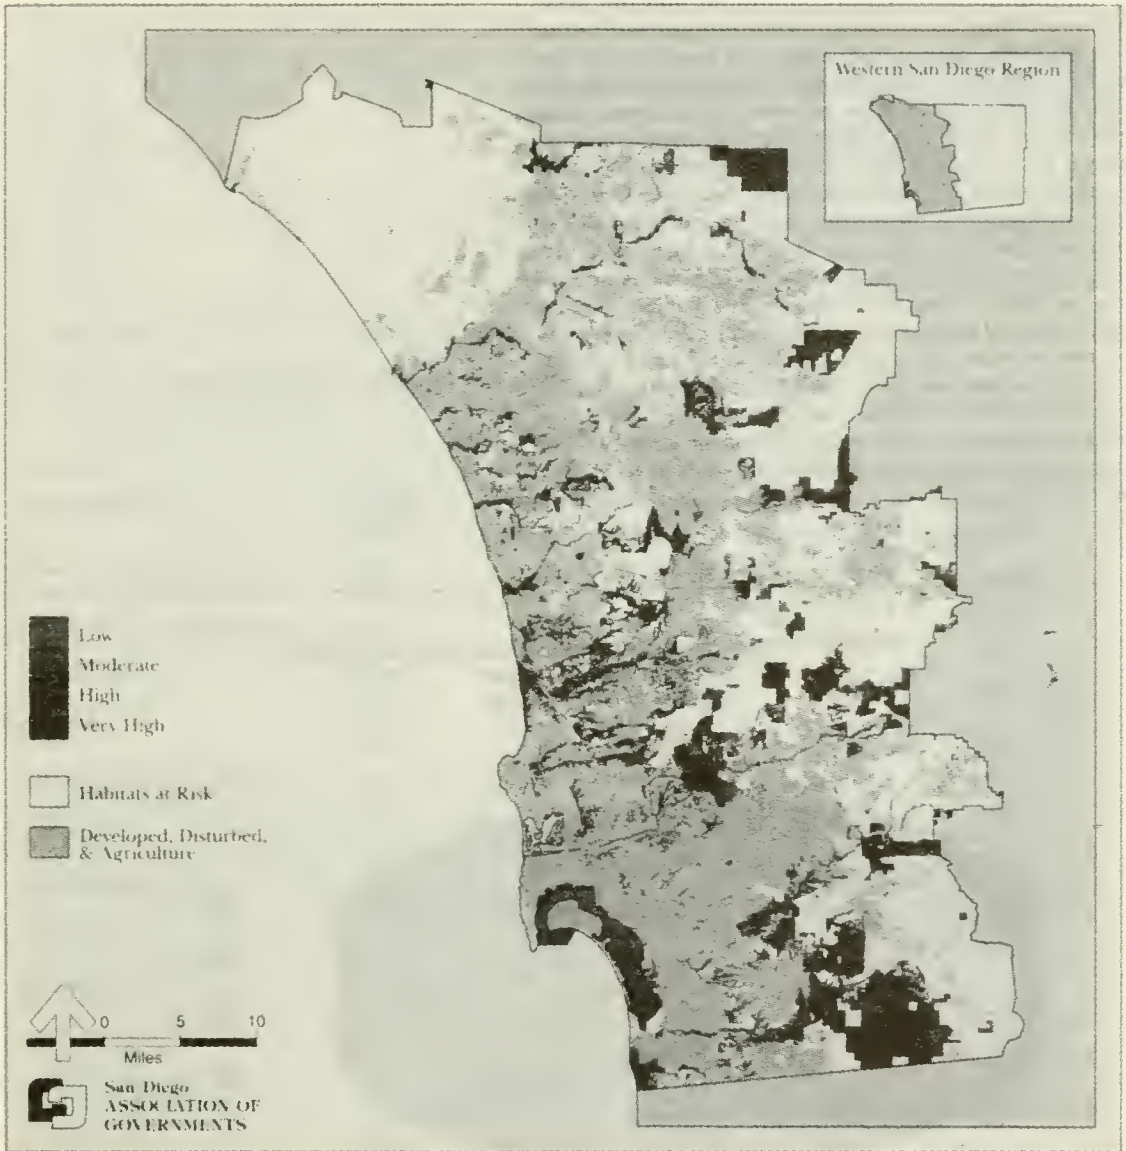 Western San Diego Region
Low
Moderate
High
Very High
Habitats at Risk
Developed, Disturbed,
& Agriculture
0 5 10
Miles
San Diego
ASSOCIATION OF
GOVERNMENTS